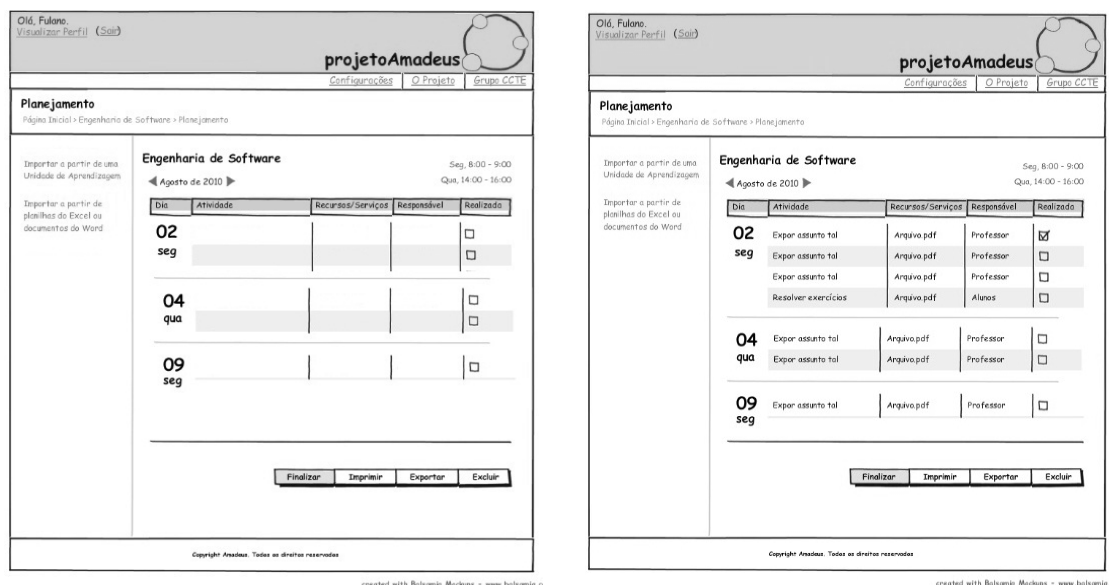 Olá, Fulano.
Visualizar Perfil (Sair)
projetoAmadeus
Configurações O Projeto Grupo CCTE
Planejamento
Página Inicial > Engenharia de Software > Planejamento
Importar a partir de uma
Unidade de Aprendizagem
Importar a partir de
planilhas do Excel ou
documentos do Word
Engenharia de Software
Seg, 8:00 - 9:00
Agosto de 2010
Qua, 14:00 - 16:00
Dia Atividade Recursos/Serviços Responsável Realizado
02
seg
04
qua
09
seg
Finalizar Imprimir Exportar Excluir
Copyright Amadeus. Todos os direitos reservados
created with Balsamiq Mockups - www.balsamiq
Olá, Fulano.
Visualizar Perfil (Sair)
projetoAmadeus
Configurações O Projeto Grupo CCTE
Planejamento
Página Inicial > Engenharia de Software > Planejamento
Importar a partir de uma
Unidade de Aprendizagem
Importar a partir de
planilhas do Excel ou
documentos do Word
Engenharia de Software
Seg, 8:00 - 9:00
Agosto de 2010
Qua, 14:00 - 16:00
Dia Atividade Recursos/Serviços Responsável Realizado
02 Expor assunto tal Arquivo.pdf Professor
seg Expor assunto tal Arquivo.pdf Professor
Expor assunto tal Arquivo.pdf Professor
Resolver exercícios Arquivo.pdf Alunos
04 Expor assunto tal Arquivo.pdf Professor
qua Expor assunto tal Arquivo.pdf Professor
09 Expor assunto tal Arquivo.pdf Professor
seg
Finalizar Imprimir Exportar Excluir
Copyright Amadeus. Todos os direitos reservados
created with Balsamiq Mockups - www.balsamiq